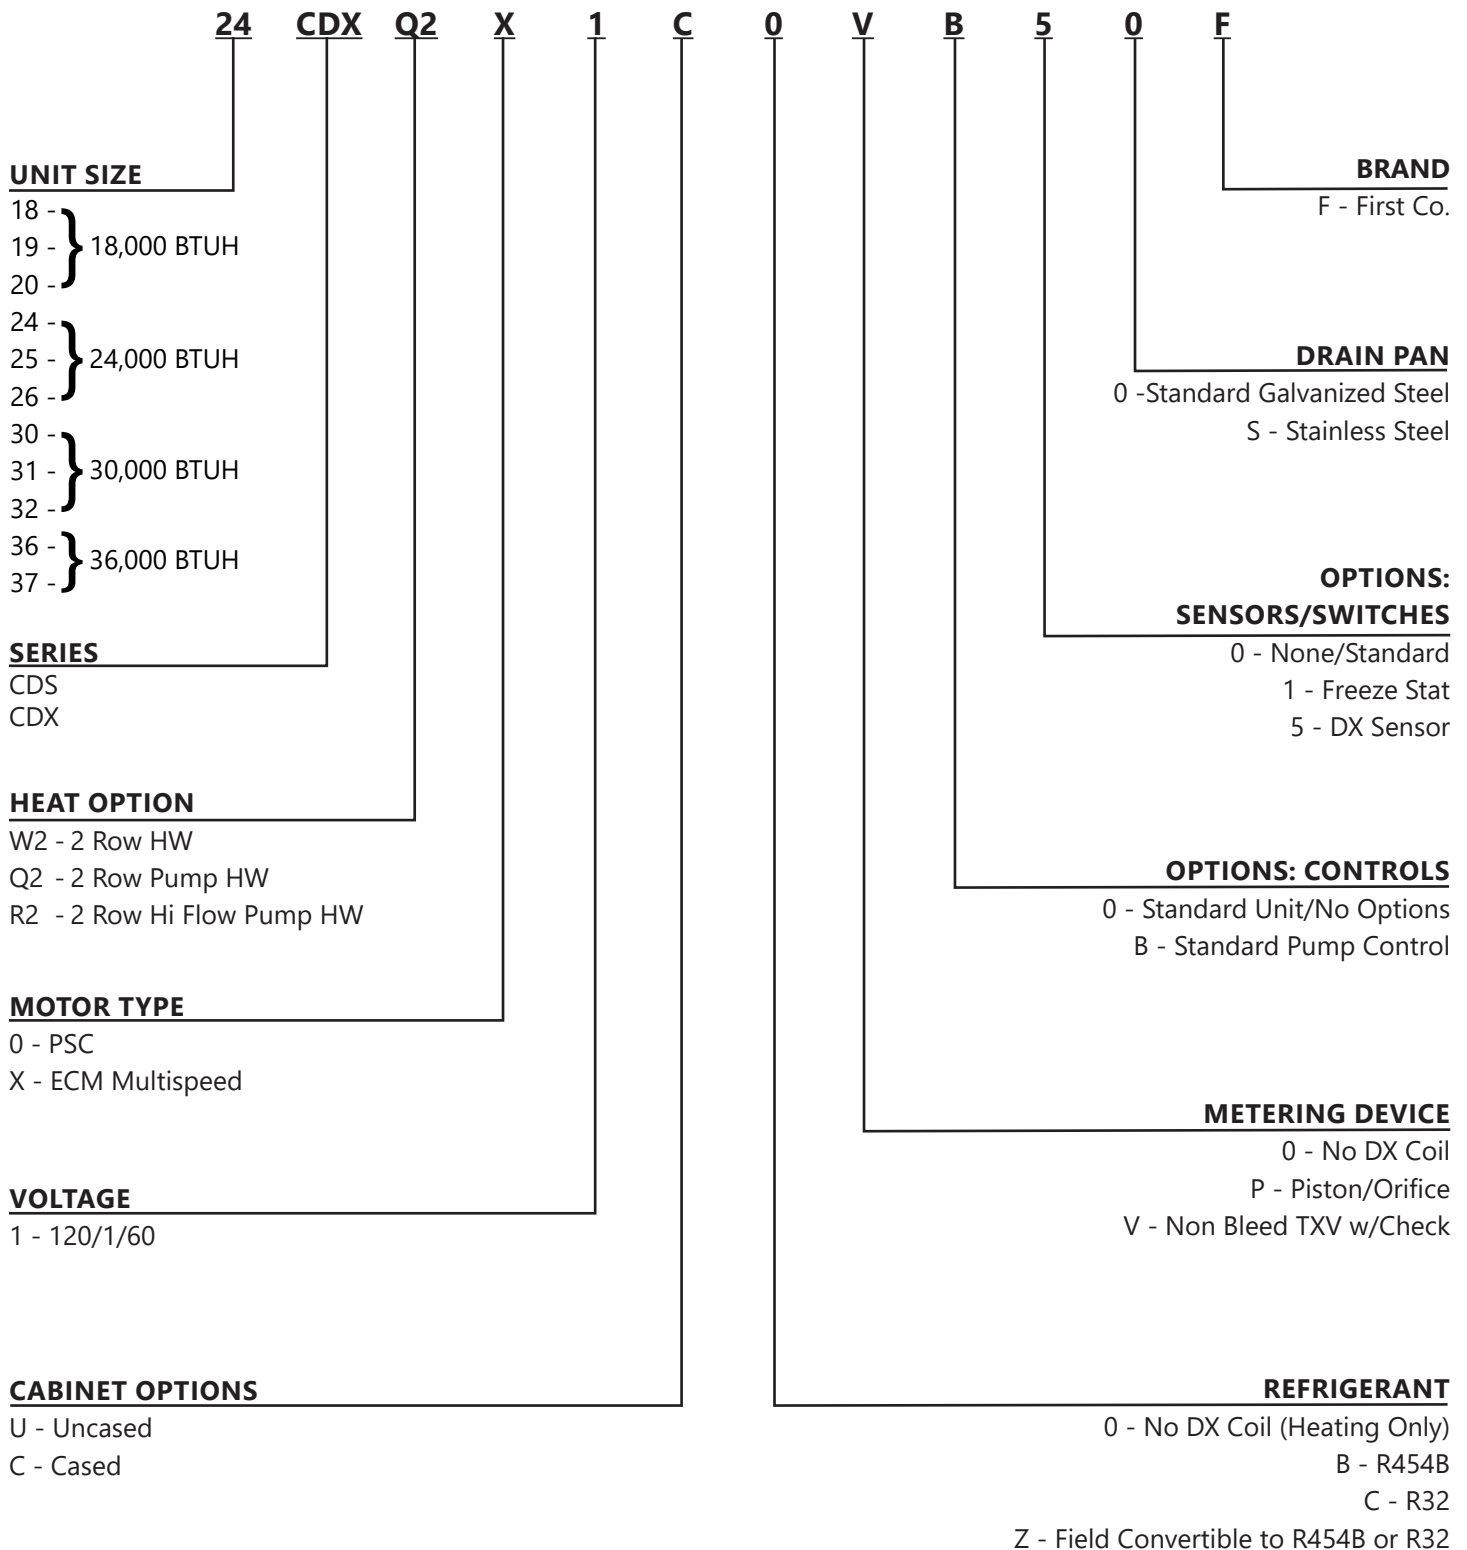 24 CDX Q2 X 1 C 0 V B 5 0 F
UNIT SIZE
18 -
19 - 18,000 BTUH
20 -
24 -
25 - 24,000 BTUH
26 -
30 -
31 - 30,000 BTUH
32 -
36 -
36,000 BTUH
37 -
SERIES
CDS
CDX
HEAT OPTION
W2 - 2 Row HW
Q2 - 2 Row Pump HW
R2 - 2 Row Hi Flow Pump HW
MOTOR TYPE
0 - PSC
X - ECM Multispeed
VOLTAGE
1 - 120/1/60
CABINET OPTIONS
U - Uncased
C - Cased
BRAND
F - First Co.
DRAIN PAN
0 -Standard Galvanized Steel
S - Stainless Steel
OPTIONS:
SENSORS/SWITCHES
0 - None/Standard
1 - Freeze Stat
5 - DX Sensor
OPTIONS: CONTROLS
0 - Standard Unit/No Options
B - Standard Pump Control
METERING DEVICE
0 - No DX Coil
P - Piston/Orifice
V - Non Bleed TXV w/Check
REFRIGERANT
0 - No DX Coil (Heating Only)
B - R454B
C - R32
Z - Field Convertible to R454B or R32